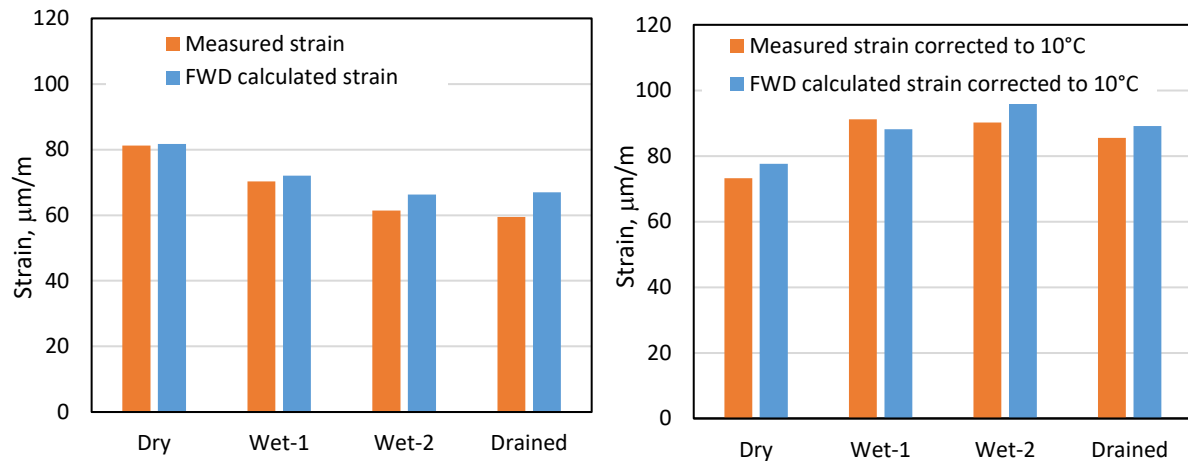 Strain, μm/m
120
100
80
60
40
20
0
Measured strain
FWD calculated strain
Dry
Wet-1
Wet-2
Drained
Strain, μm/m
120
100
80
60
40
20
0
Measured strain corrected to 10°C
FWD calculated strain corrected to 10°C
Dry
Wet-1
Wet-2
Drained